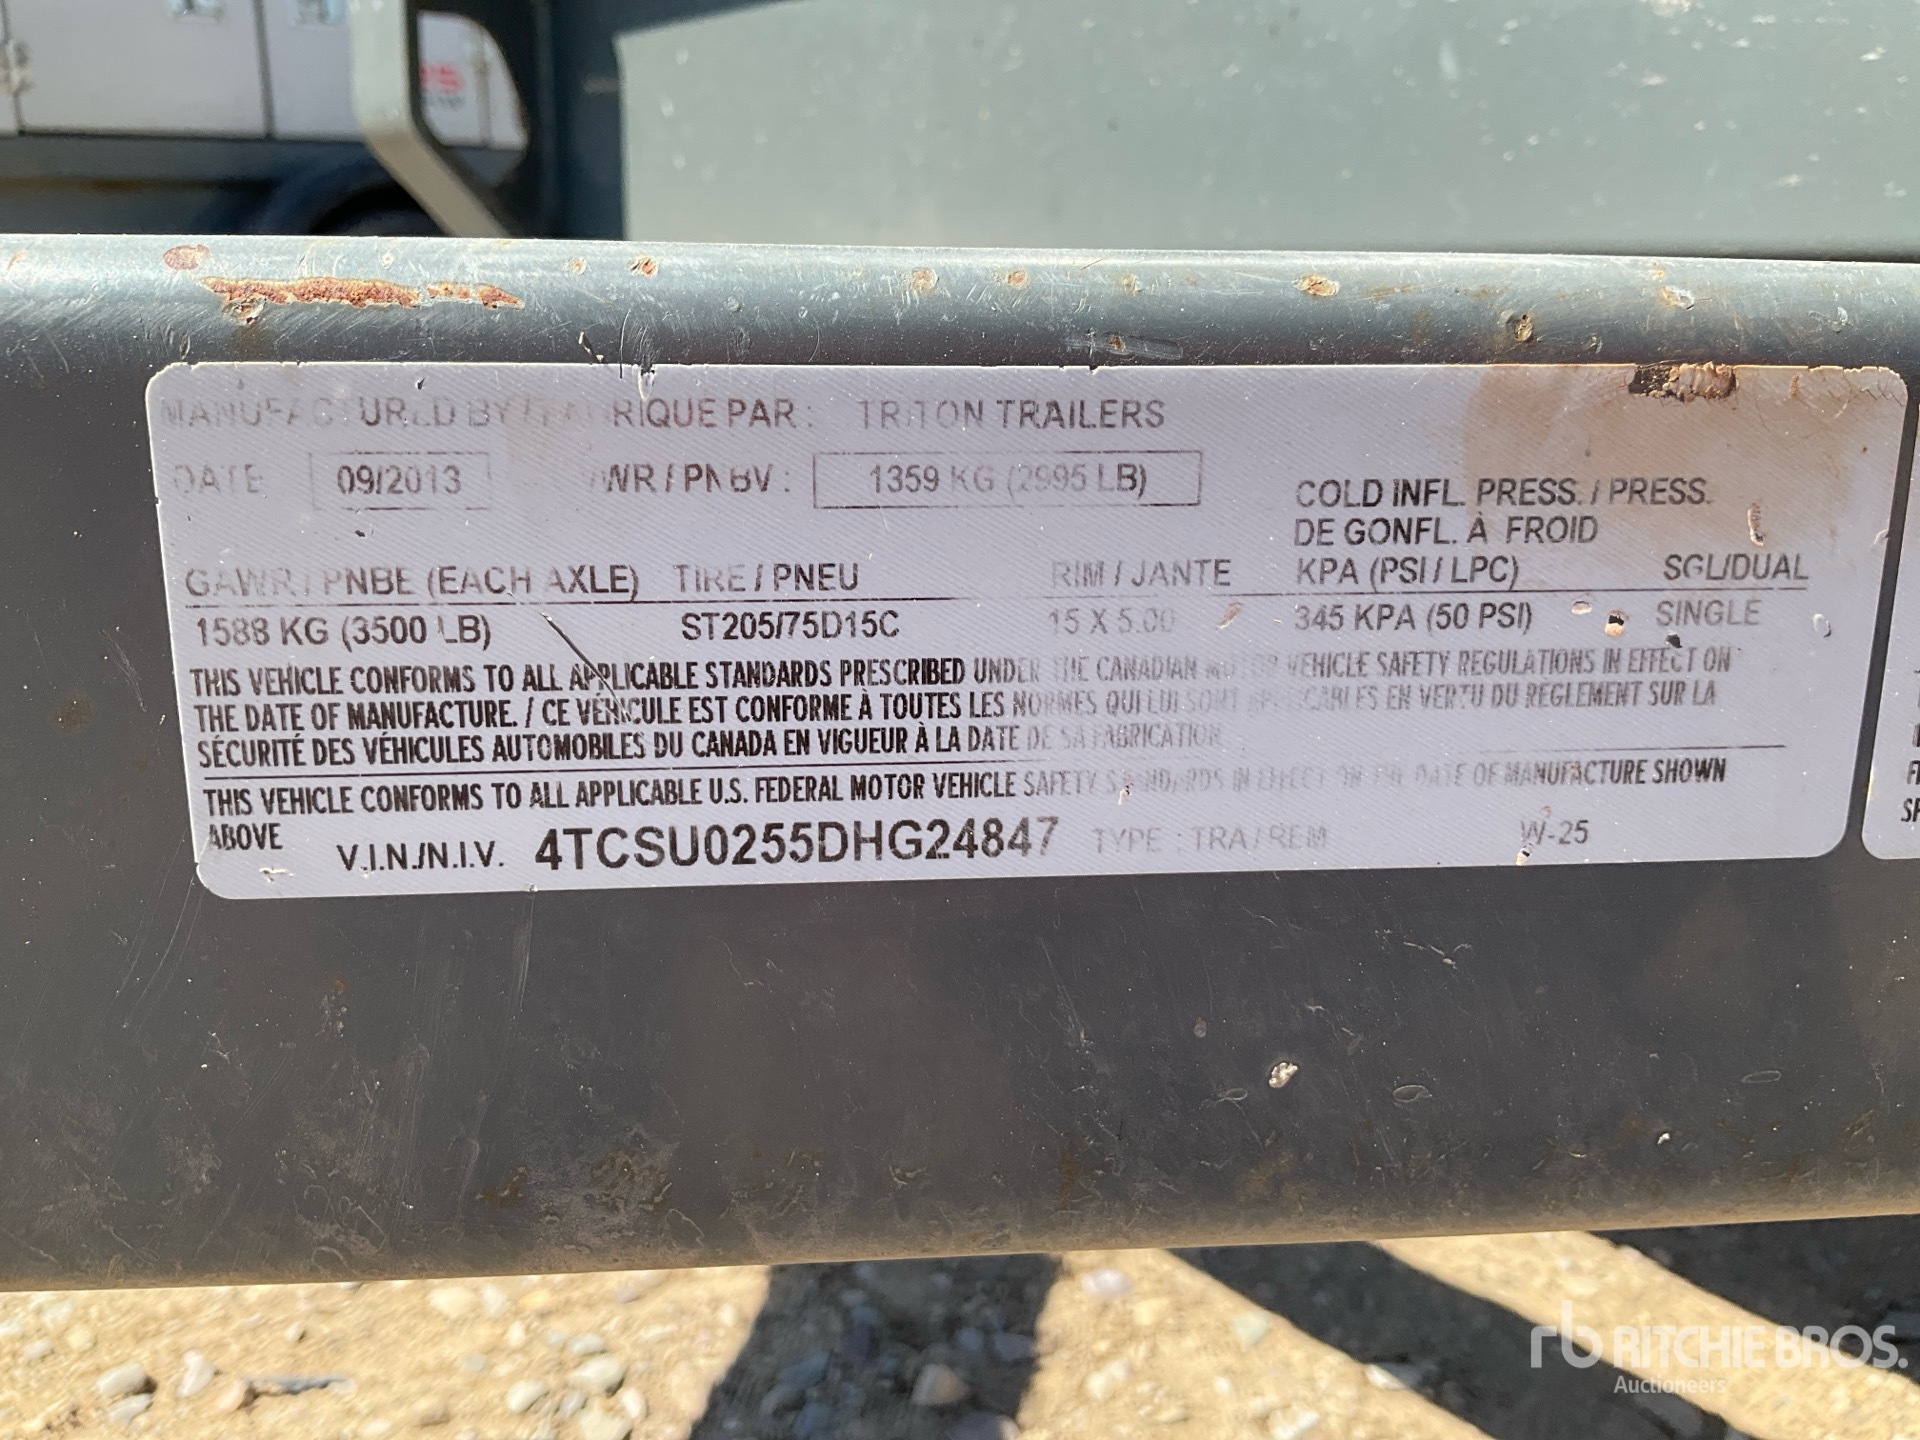 MANUFACTURED BY / FABRIQUE PAR : TRITON TRAILERS
DATE 09/2013 GVWR / PNBV : 1359 KG (2995 LB)
COLD INFL. PRESS. / PRESS.
DE GONFL. À FROID
GAWR / PNBE (EACH AXLE) TIRE / PNEU RIM / JANTE KPA (PSI / LPC) SGL/DUAL
1588 KG (3500 LB) ST205/75D15C 15 X 5.00 345 KPA (50 PSI) SINGLE
THIS VEHICLE CONFORMS TO ALL APPLICABLE STANDARDS PRESCRIBED UNDER THE CANADIAN MOTOR VEHICLE SAFETY REGULATIONS IN EFFECT ON
THE DATE OF MANUFACTURE. / CE VÉHICULE EST CONFORME À TOUTES LES NORMES QUI LUI SONT APPLICABLES EN VERTU DU REGLEMENT SUR LA
SÉCURITÉ DES VÉHICULES AUTOMOBILES DU CANADA EN VIGUEUR À LA DATE DE SA FABRICATION
THIS VEHICLE CONFORMS TO ALL APPLICABLE U.S. FEDERAL MOTOR VEHICLE SAFETY STANDARDS IN EFFECT ON THE DATE OF MANUFACTURE SHOWN
ABOVE
V.I.N./N.I.V. 4TCSU0255DHG24847 TYPE : TRA / REM W-25
rb RITCHIE BROS.
Auctioneers